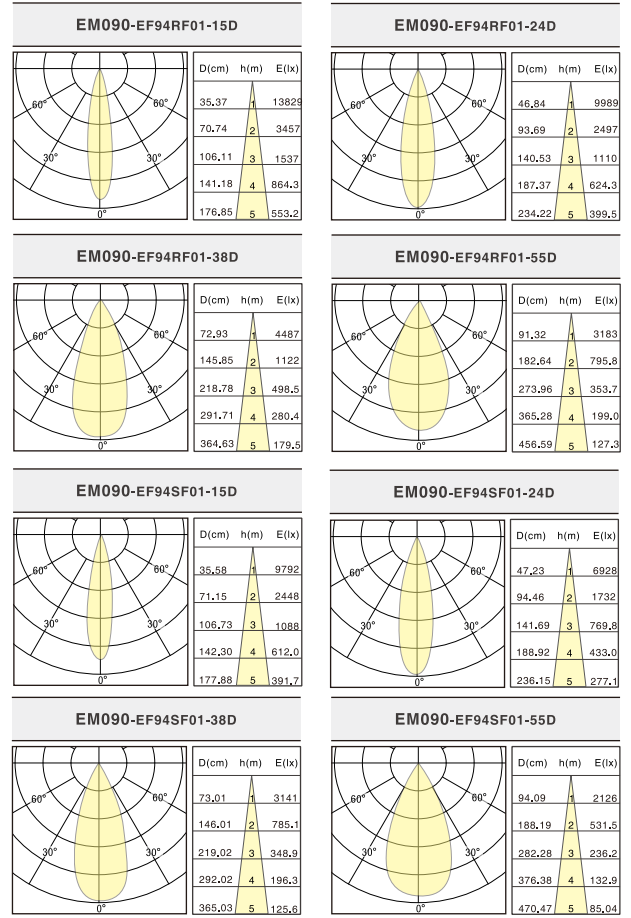 EM090-EF94RF01-15D
60° 60°
30° 30°
0°
D(cm) h(m) E(lx)
35.37 1 13829
70.74 2 3457
106.11 3 1537
141.18 4 864.3
176.85 5 553.2
EM090-EF94RF01-24D
60° 60°
30° 30°
0°
D(cm) h(m) E(lx)
46.84 1 9989
93.69 2 2497
140.53 3 1110
187.37 4 624.3
234.22 5 399.5
EM090-EF94RF01-38D
60° 60°
30° 30°
0°
D(cm) h(m) E(lx)
72.93 1 4487
145.85 2 1122
218.78 3 498.5
291.71 4 280.4
364.63 5 179.5
EM090-EF94RF01-55D
60° 60°
30° 30°
0°
D(cm) h(m) E(lx)
91.32 1 3183
182.64 2 795.8
273.96 3 353.7
365.28 4 199.0
456.59 5 127.3
EM090-EF94SF01-15D
60° 60°
30° 30°
0°
D(cm) h(m) E(lx)
35.58 1 9792
71.15 2 2448
106.73 3 1088
142.30 4 612.0
177.88 5 391.7
EM090-EF94SF01-24D
60° 60°
30° 30°
0°
D(cm) h(m) E(lx)
47.23 1 6928
94.46 2 1732
141.69 3 769.8
188.92 4 433.0
236.15 5 277.1
EM090-EF94SF01-38D
60° 60°
30° 30°
0°
D(cm) h(m) E(lx)
73.01 1 3141
146.01 2 785.1
219.02 3 348.9
292.02 4 196.3
365.03 5 125.6
EM090-EF94SF01-55D
60° 60°
30° 30°
0°
D(cm) h(m) E(lx)
94.09 1 2126
188.19 2 531.5
282.28 3 236.2
376.38 4 132.9
470.47 5 85.04